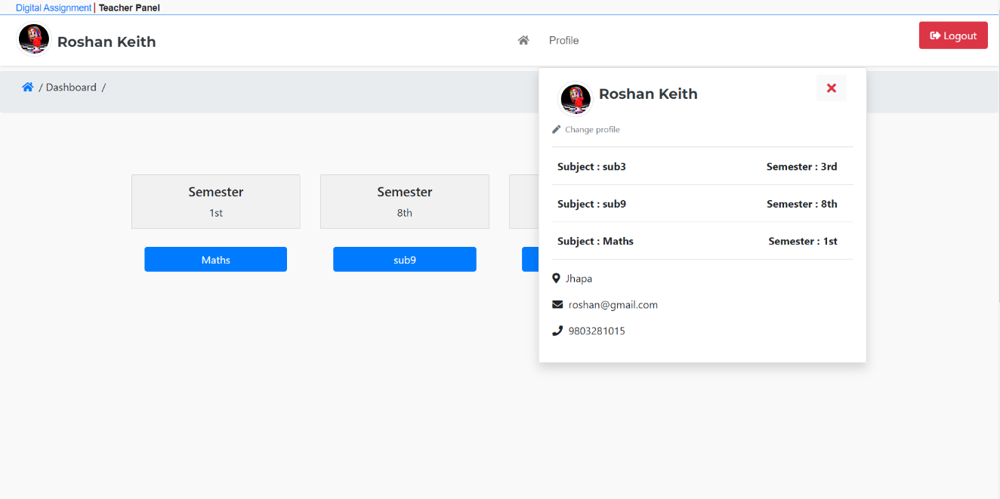 Digital Assignment | Teacher Panel
Roshan Keith
Profile
Logout
/ Dashboard /
Semester
1st
Maths
Semester
8th
sub9
Roshan Keith
Change profile
Subject : sub3 Semester : 3rd
Subject : sub9 Semester : 8th
Subject : Maths Semester : 1st
Jhapa
roshan@gmail.com
9803281015